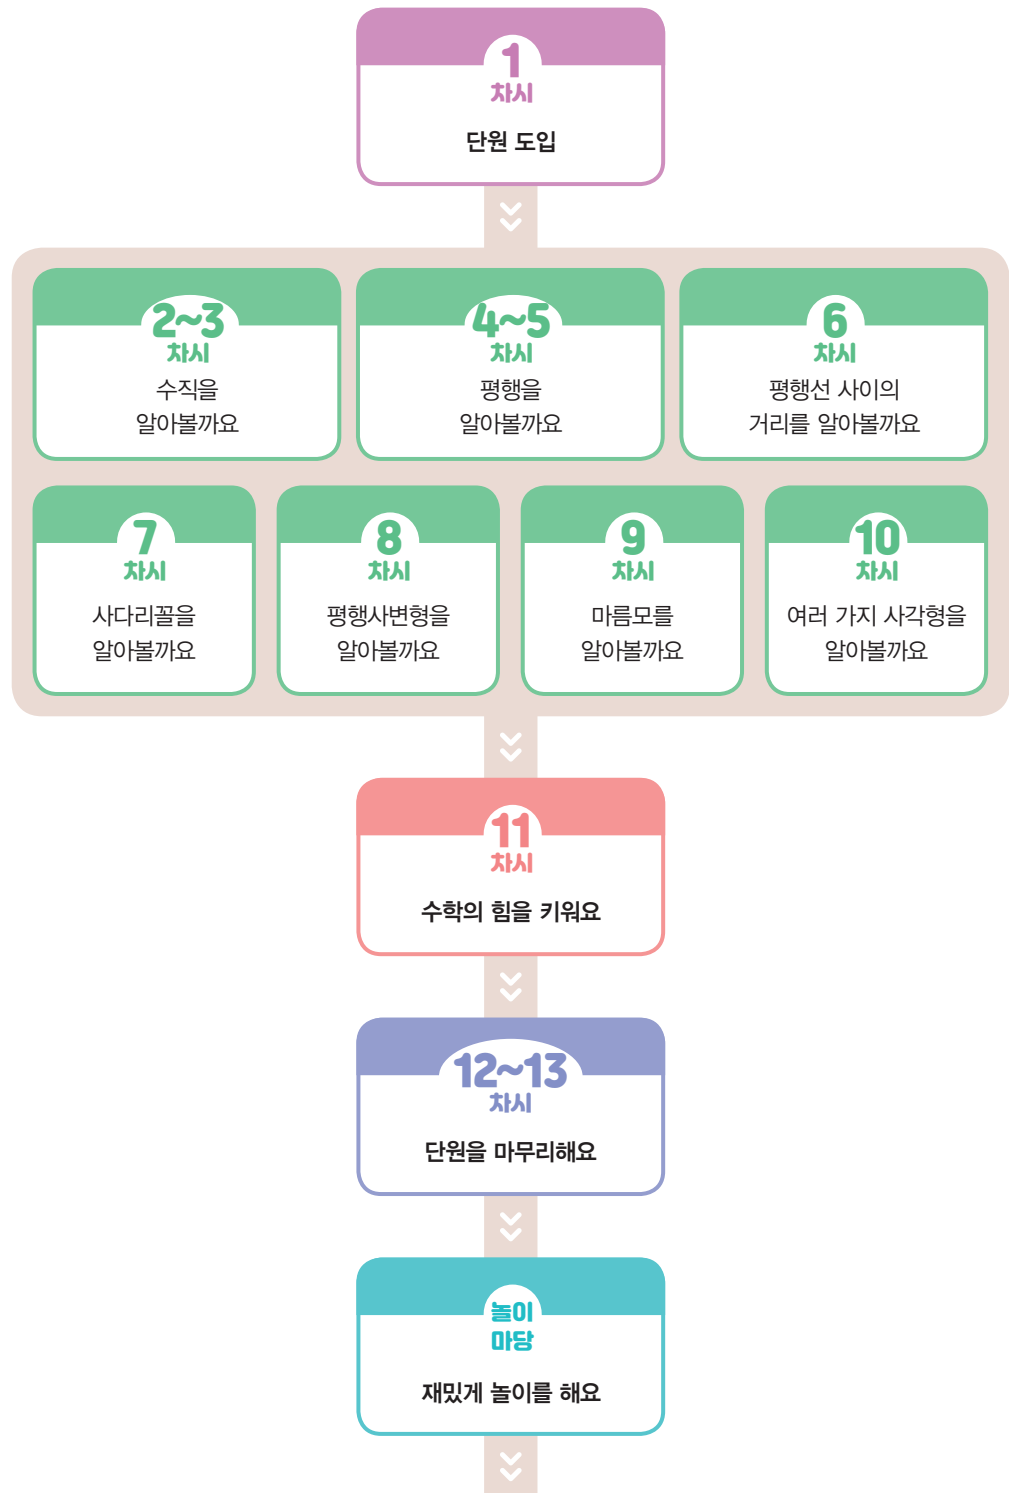 1
차시
단원 도입
2~3
차시
수직을
알아볼까요
4~5
차시
평행을
알아볼까요
6
차시
평행선 사이의
거리를 알아볼까요
7
차시
사다리꼴을
알아볼까요
8
차시
평행사변형을
알아볼까요
9
차시
마름모를
알아볼까요
10
차시
여러 가지 사각형을
알아볼까요
11
차시
수학의 힘을 키워요
12~13
차시
단원을 마무리해요
놀이
마당
재밌게 놀이를 해요